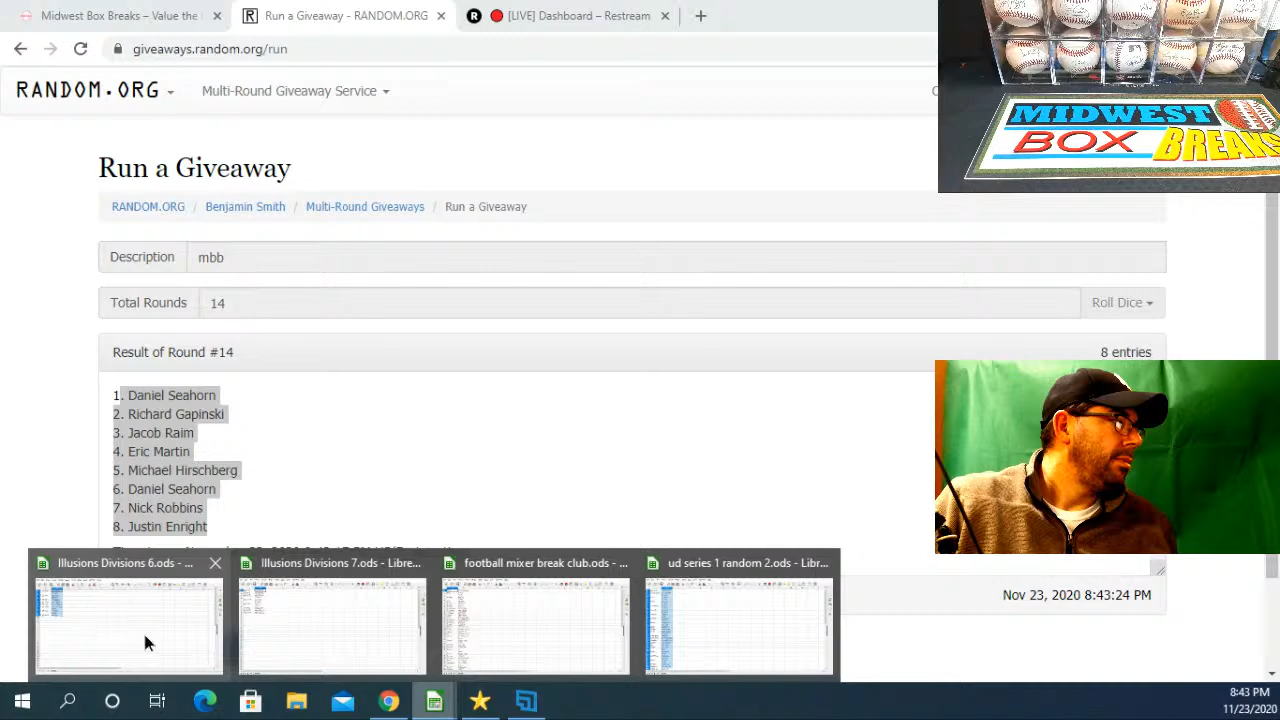 Midwest Box Breaks – Value the
Run a Giveaway - RANDOM.ORG
[LIVE] Dashboard – Restream
giveaways.random.org/run
RANDOM.ORG
Multi-Round Giveaway Service
MIDWEST
BOX BREAKS
Run a Giveaway
RANDOM.ORG / Benjamin Smith / Multi-Round Giveaways / Run a Giveaway
Description mbb
Total Rounds 14 Roll Dice
Result of Round #14 8 entries
1. Daniel Seahorn
2. Richard Gapinski
3. Jacob Raim
4. Eric Martin
5. Michael Hirschberg
6. Daniel Seahorn
7. Nick Robbins
8. Justin Enright
Illusions Divisions 6.ods - ...
Illusions Divisions 7.ods - Libre...
football mixer break club.ods - ...
ud series 1 random 2.ods - Libr...
Nov 23, 2020 8:43:24 PM
8:43 PM
11/23/2020